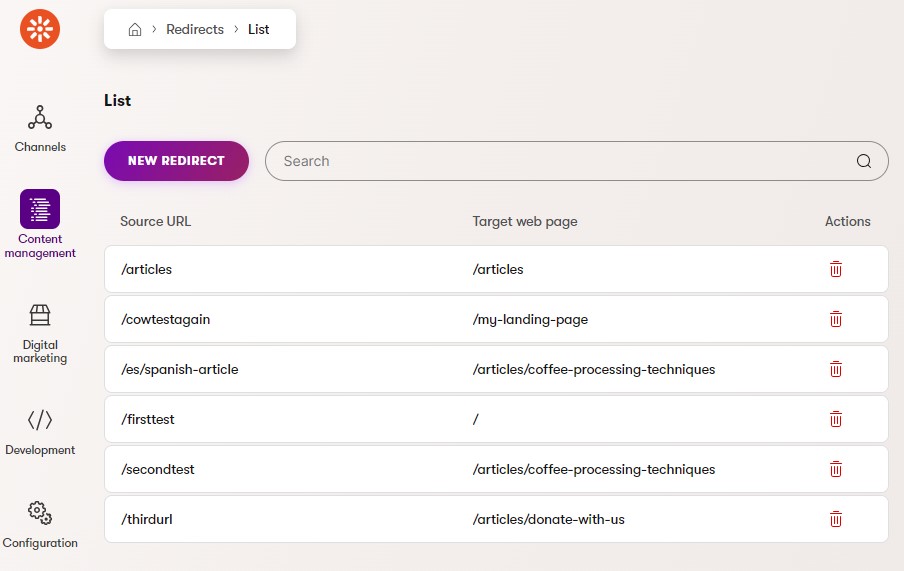 Redirects
List
List
Channels
NEW REDIRECT
Search
Content
management
Source URL
Target web page
Actions
/articles
/articles
/cowtestagain
/my-landing-page
Digital
marketing
/es/spanish-article
/articles/coffee-processing-techniques
/firsttest
/
Development
/secondtest
/articles/coffee-processing-techniques
/thirdurl
/articles/donate-with-us
Configuration